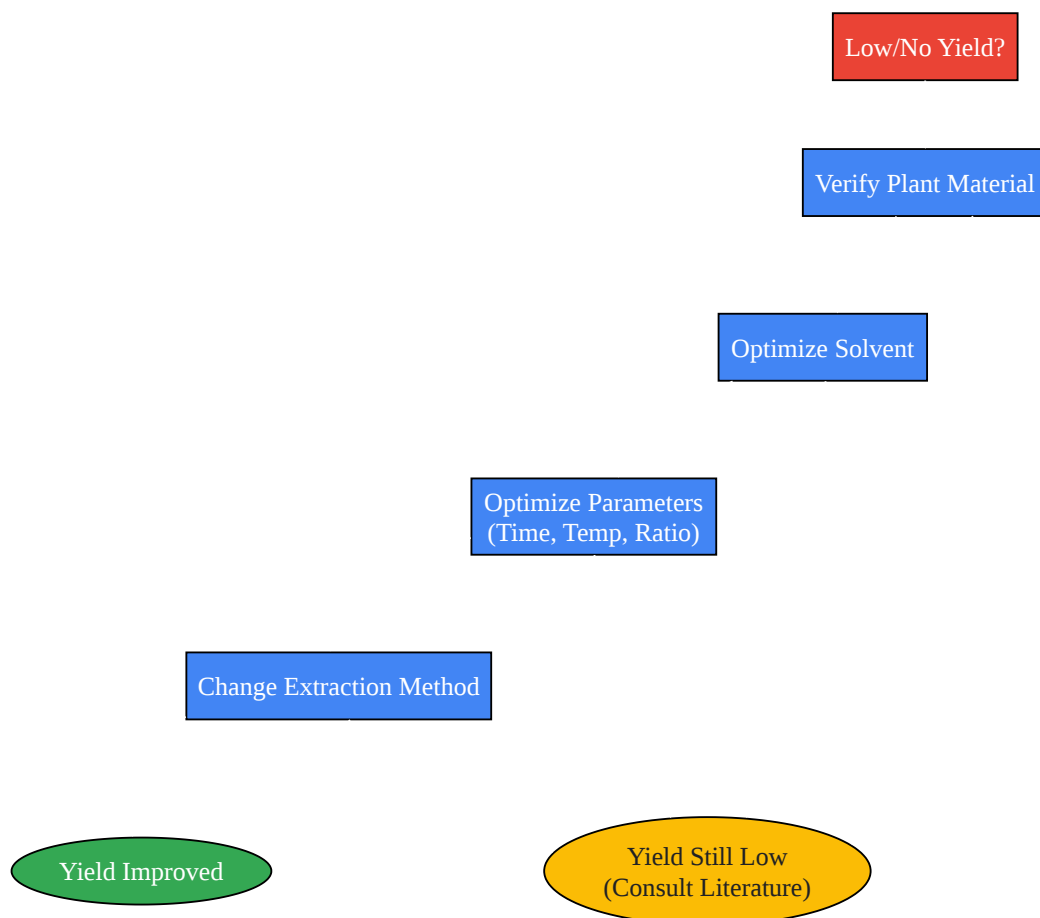 Low/No Yield?
Verify Plant Material
Optimize Solvent
Optimize Parameters
(Time, Temp, Ratio)
Change Extraction Method
Yield Improved
Yield Still Low
(Consult Literature)